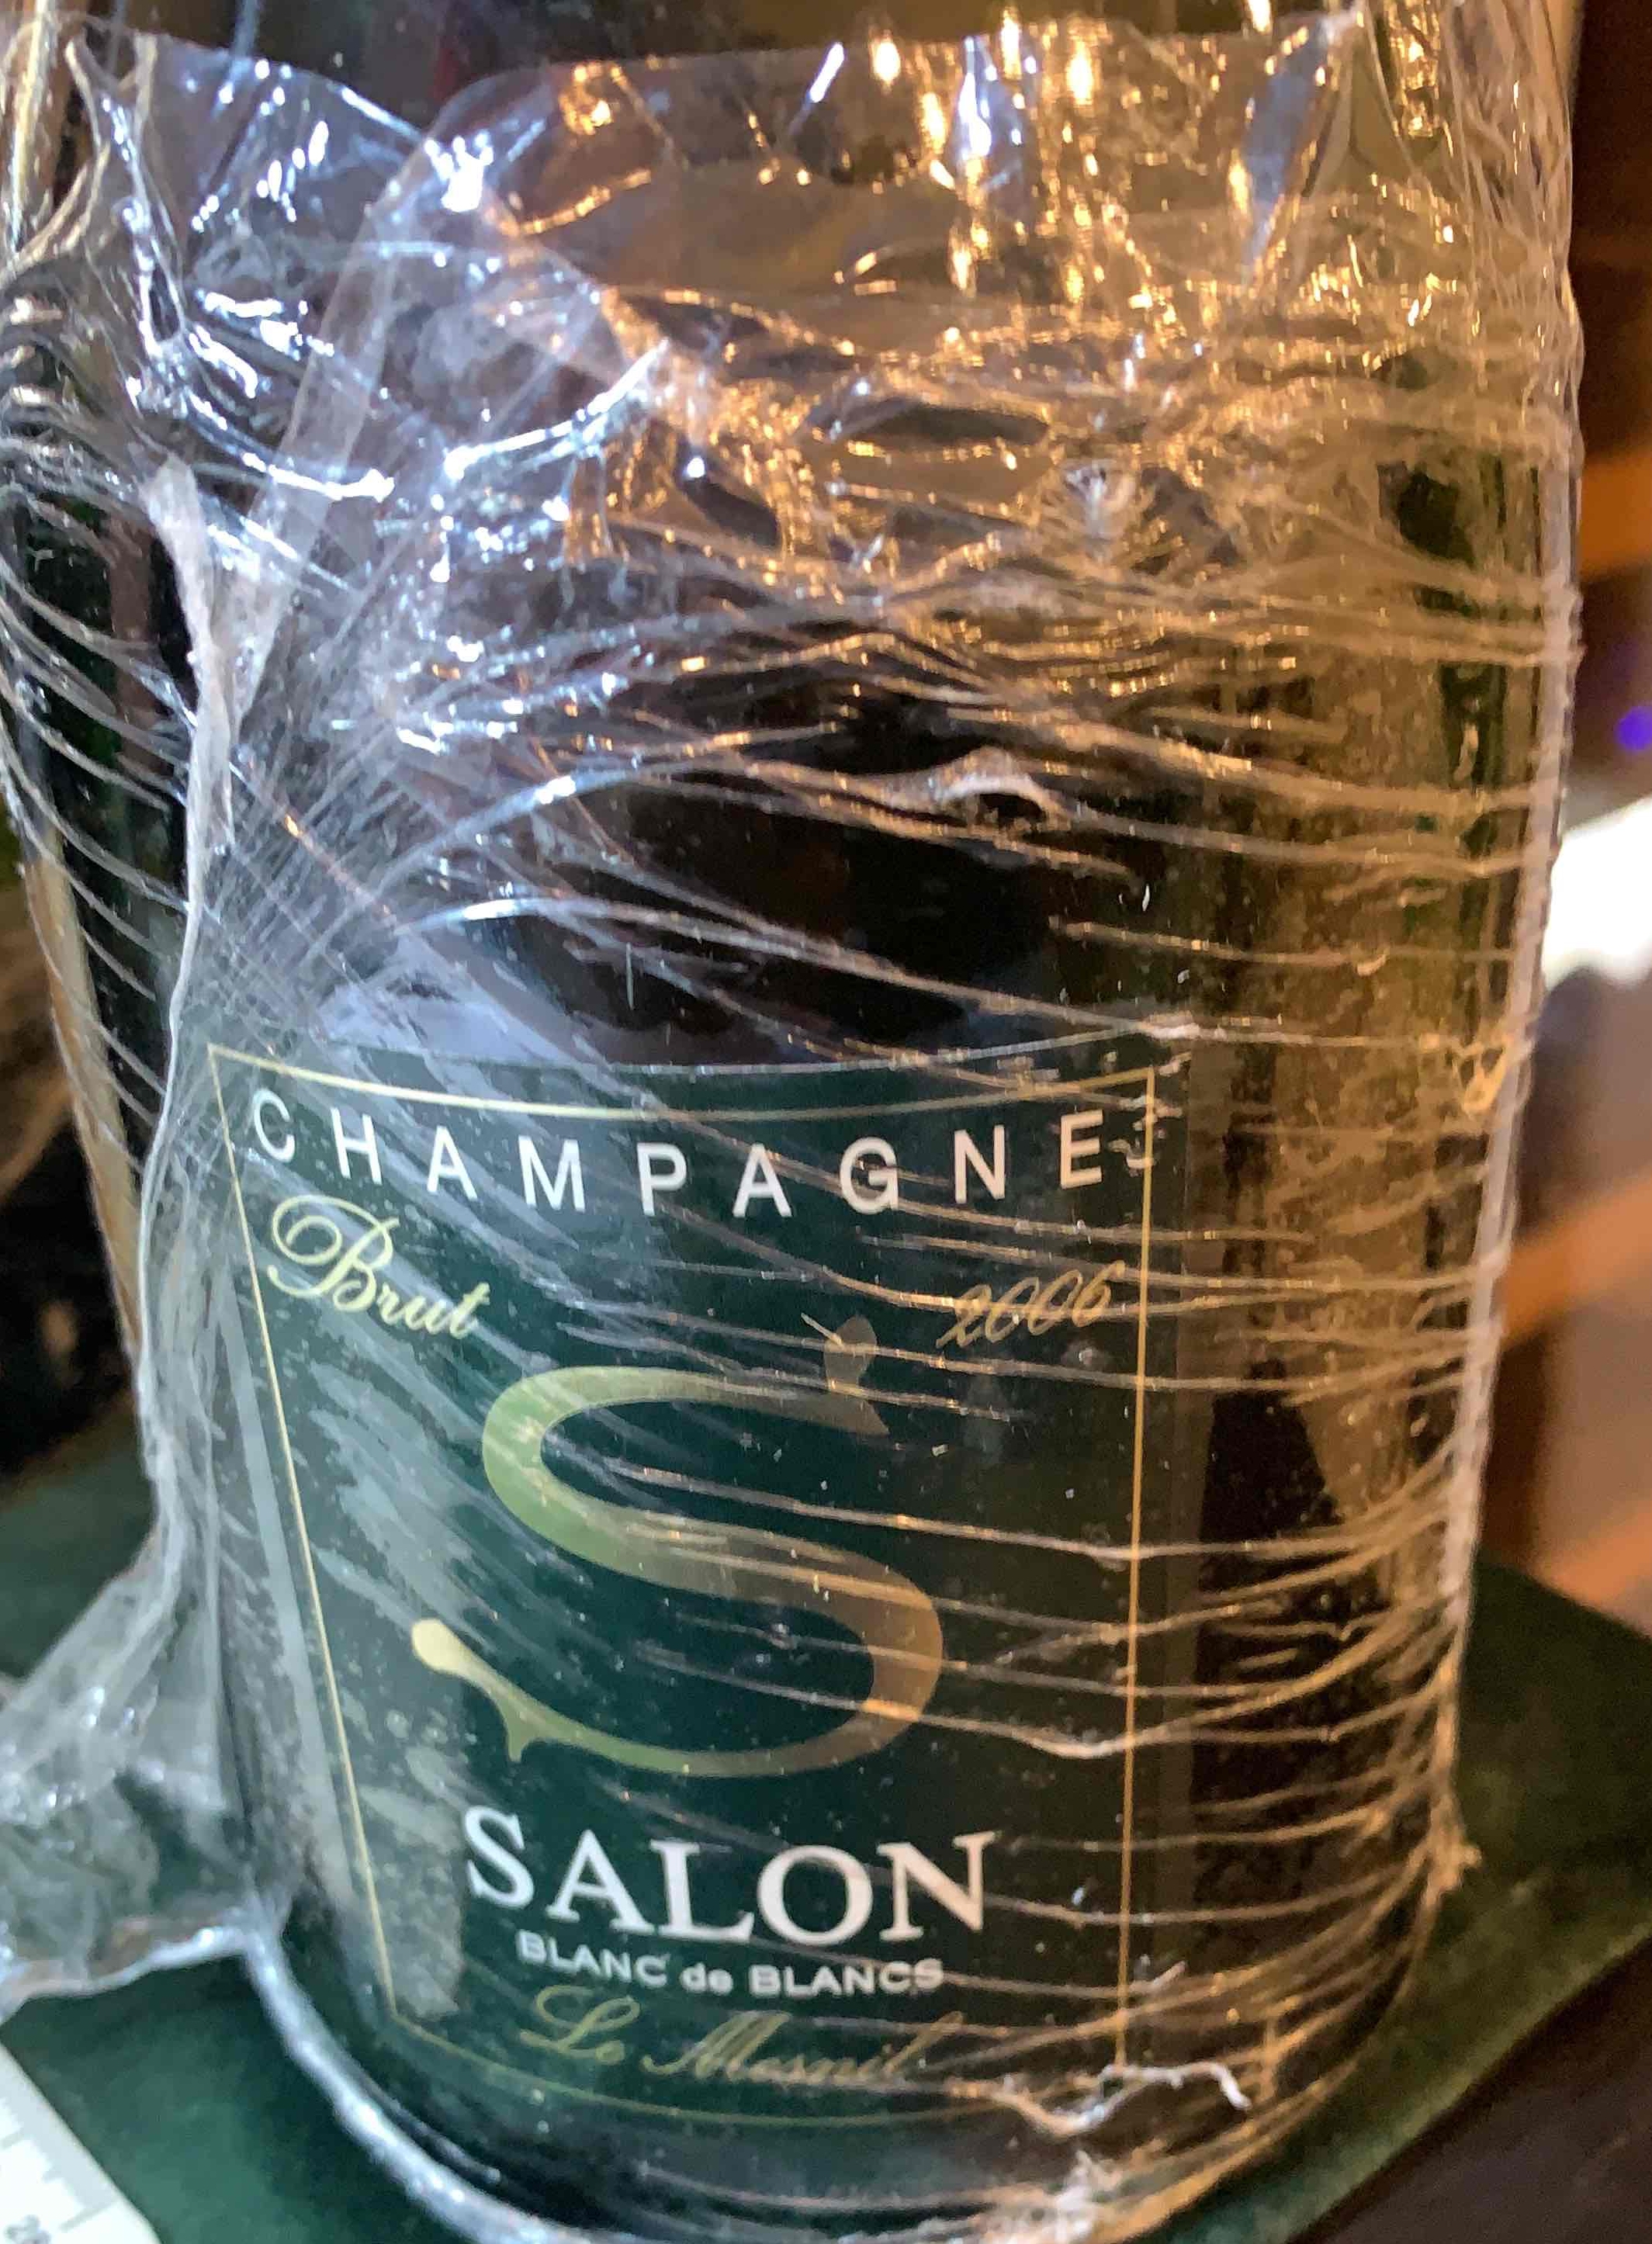 CHAMPAGNE
Brut 2006
S
SALON
BLANC de BLANCS
Le Mesnil